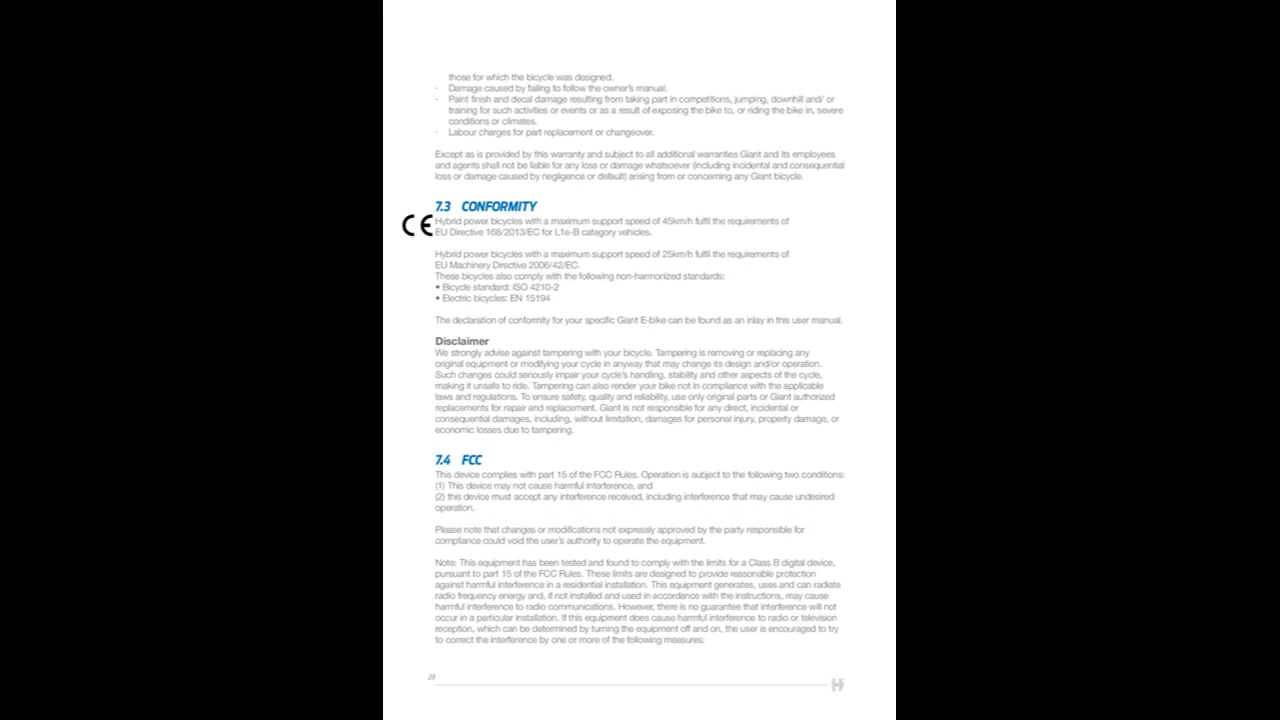 those for which the bicycle was designed.
- Damage caused by failing to follow the owner's manual.
- Paint finish and decal damage resulting from taking part in competitions, jumping, downhill and/ or
training for such activities or events or as a result of exposing the bike to, or riding the bike in, severe
conditions or climates.
- Labour charges for part replacement or changeover.
Except as is provided by this warranty and subject to all additional warranties Giant and its employees
and agents shall not be liable for any loss or damage whatsoever (including incidental and consequential
loss or damage caused by negligence or default) arising from or concerning any Giant bicycle.
7.3 CONFORMITY
CE
Hybrid power bicycles with a maximum support speed of 45km/h fulfil the requirements of
EU Directive 168/2013/EC for L1e-B category vehicles.
Hybrid power bicycles with a maximum support speed of 25km/h fulfil the requirements of
EU Machinery Directive 2006/42/EC.
These bicycles also comply with the following non-harmonized standards:
• Bicycle standard: ISO 4210-2
• Electric bicycles: EN 15194
The declaration of conformity for your specific Giant E-bike can be found as an inlay in this user manual.
Disclaimer
We strongly advise against tampering with your bicycle. Tampering is removing or replacing any
original equipment or modifying your cycle in anyway that may change its design and/or operation.
Such changes could seriously impair your cycle's handling, stability and other aspects of the cycle,
making it unsafe to ride. Tampering can also render your bike not in compliance with the applicable
laws and regulations. To ensure safety, quality and reliability, use only original parts or Giant authorized
replacements for repair and replacement. Giant is not responsible for any direct, incidental or
consequential damages, including, without limitation, damages for personal injury, property damage, or
economic losses due to tampering.
7.4 FCC
This device complies with part 15 of the FCC Rules. Operation is subject to the following two conditions:
(1) This device may not cause harmful interference, and
(2) this device must accept any interference received, including interference that may cause undesired
operation.
Please note that changes or modifications not expressly approved by the party responsible for
compliance could void the user's authority to operate the equipment.
Note: This equipment has been tested and found to comply with the limits for a Class B digital device,
pursuant to part 15 of the FCC Rules. These limits are designed to provide reasonable protection
against harmful interference in a residential installation. This equipment generates, uses and can radiate
radio frequency energy and, if not installed and used in accordance with the instructions, may cause
harmful interference to radio communications. However, there is no guarantee that interference will not
occur in a particular installation. If this equipment does cause harmful interference to radio or television
reception, which can be determined by turning the equipment off and on, the user is encouraged to try
to correct the interference by one or more of the following measures:
28